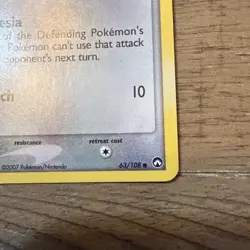 esia
of the Defending Pokémon's
Pokémon can't use that attack
opponent's next turn.
ch 10
resistance retreat cost
©2007 Pokémon/Nintendo 63/108